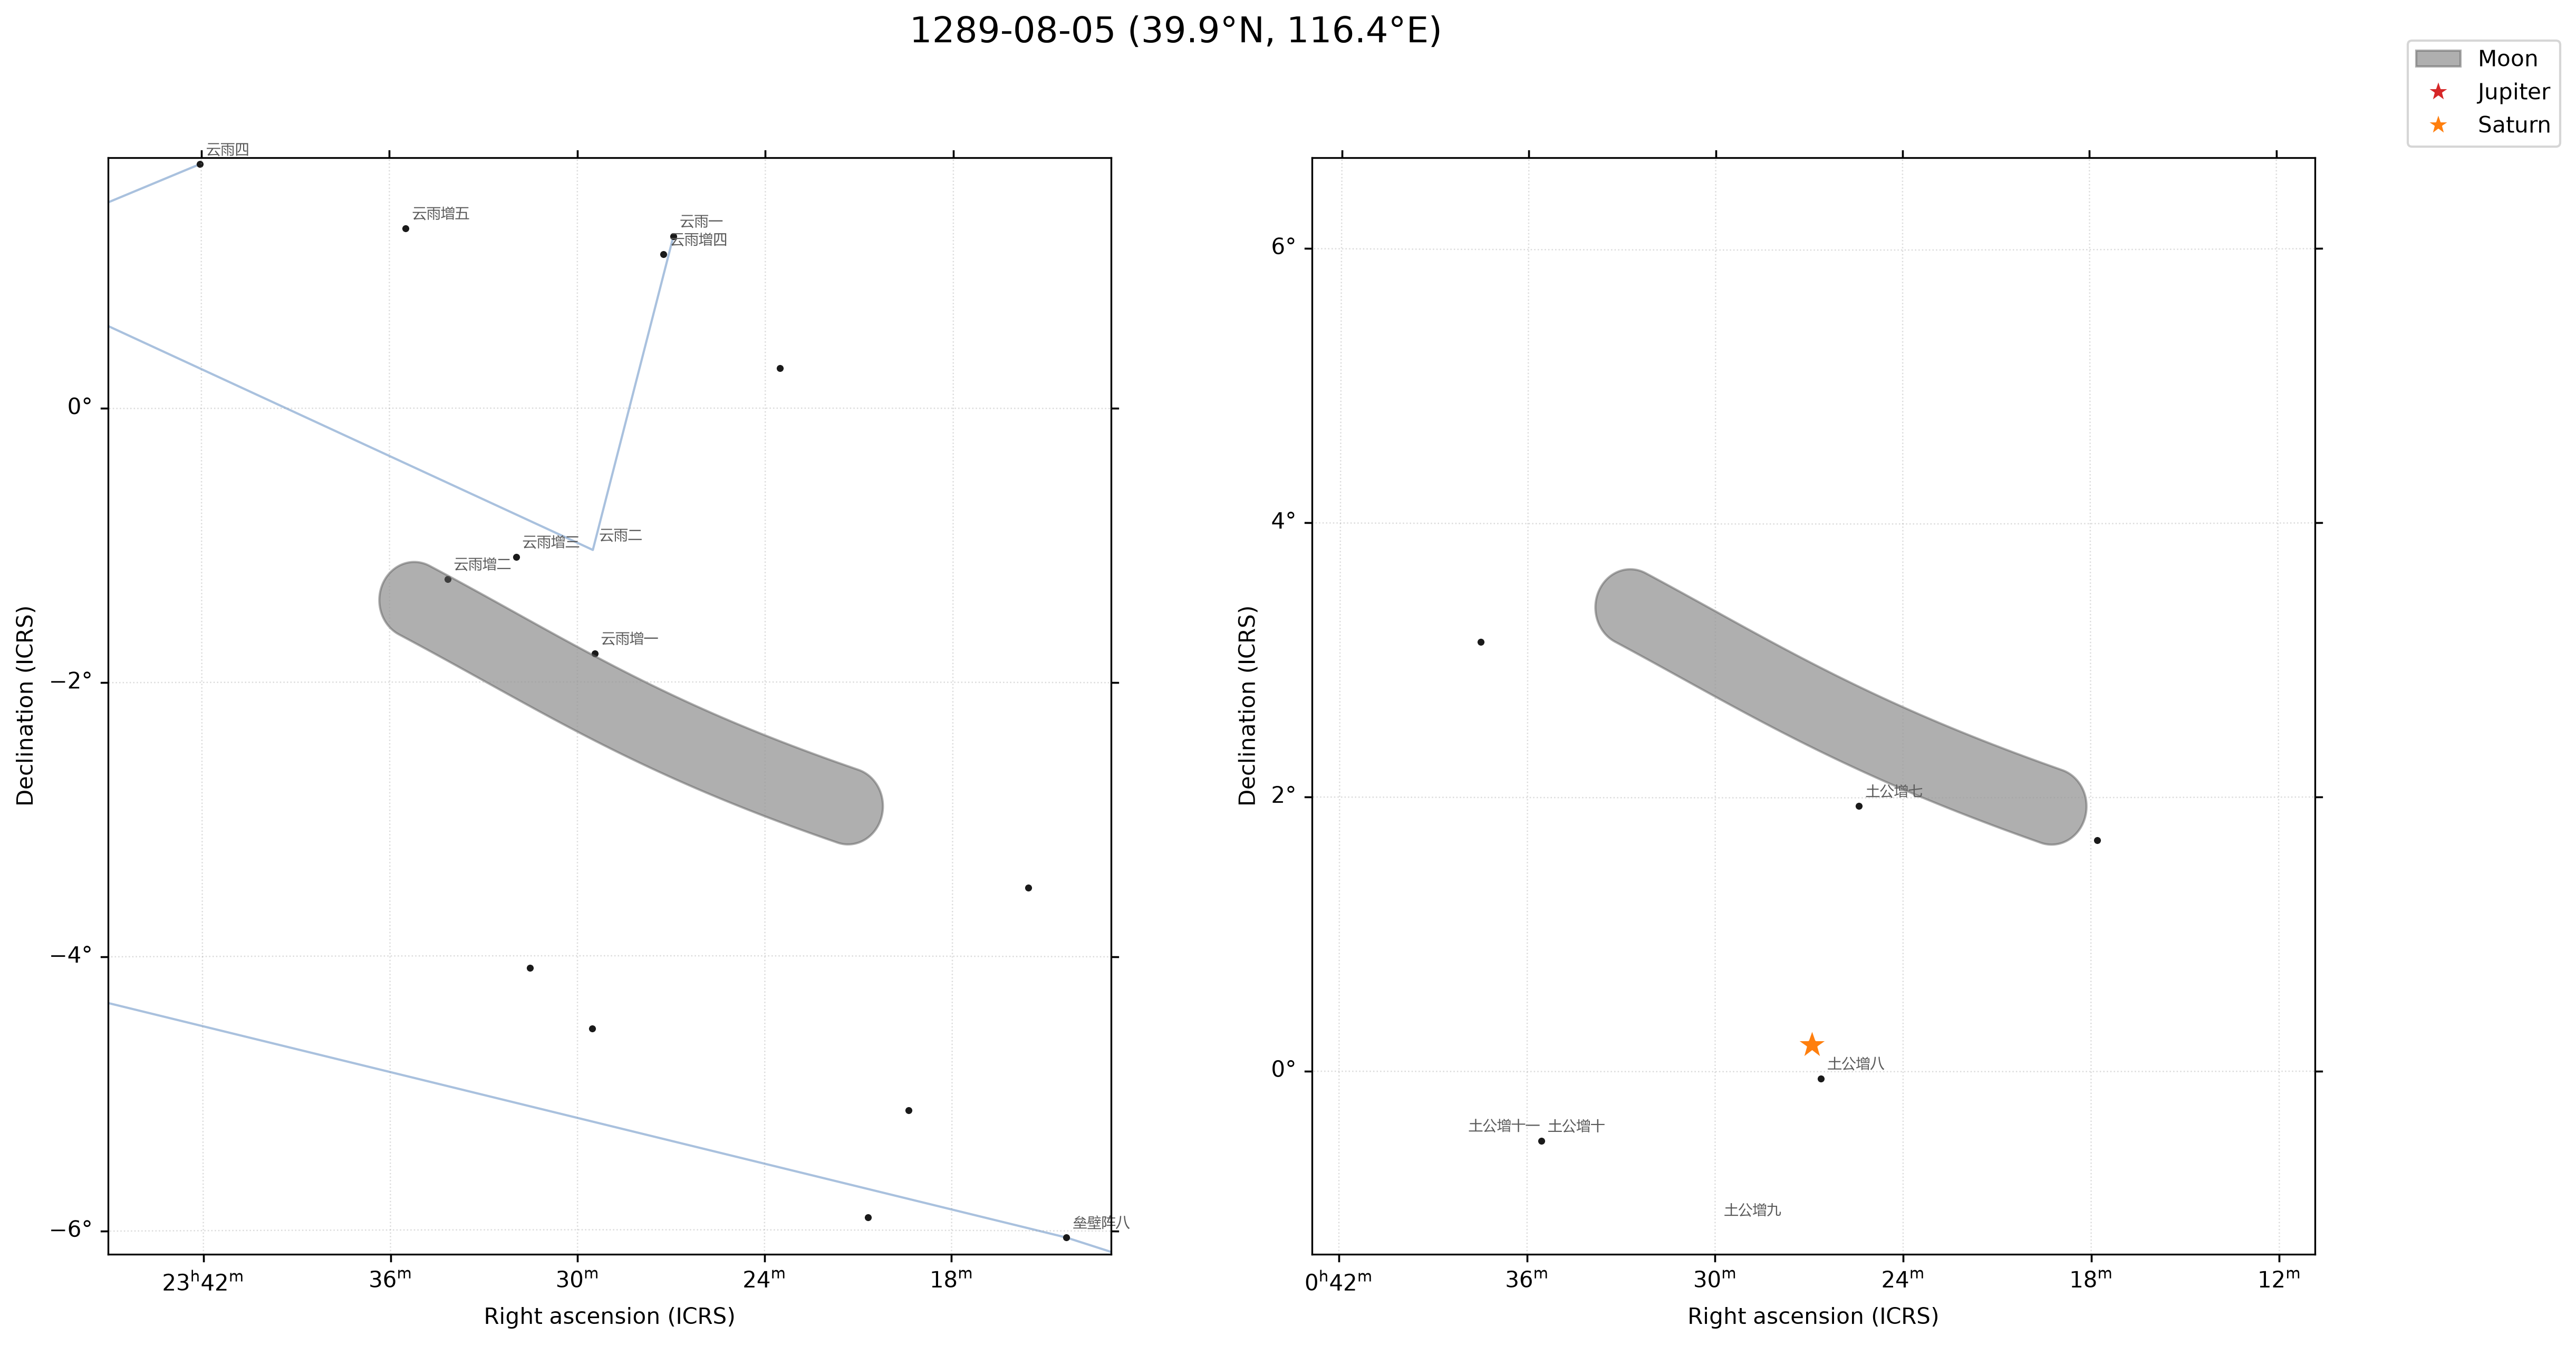 1289-08-05 (39.9°N, 116.4°E)
Moon
Jupiter
Saturn
云雨四
云雨增五
云雨一
云雨增四
云雨增三
云雨二
云雨增二
云雨增一
垒壁阵八
0°
−2°
−4°
−6°
Declination (ICRS)
23ʰ42ᵐ 36ᵐ 30ᵐ 24ᵐ 18ᵐ
Right ascension (ICRS)
土公增七
土公增八
土公增十一 土公增十
土公增九
6°
4°
2°
0°
Declination (ICRS)
0ʰ42ᵐ 36ᵐ 30ᵐ 24ᵐ 18ᵐ 12ᵐ
Right ascension (ICRS)